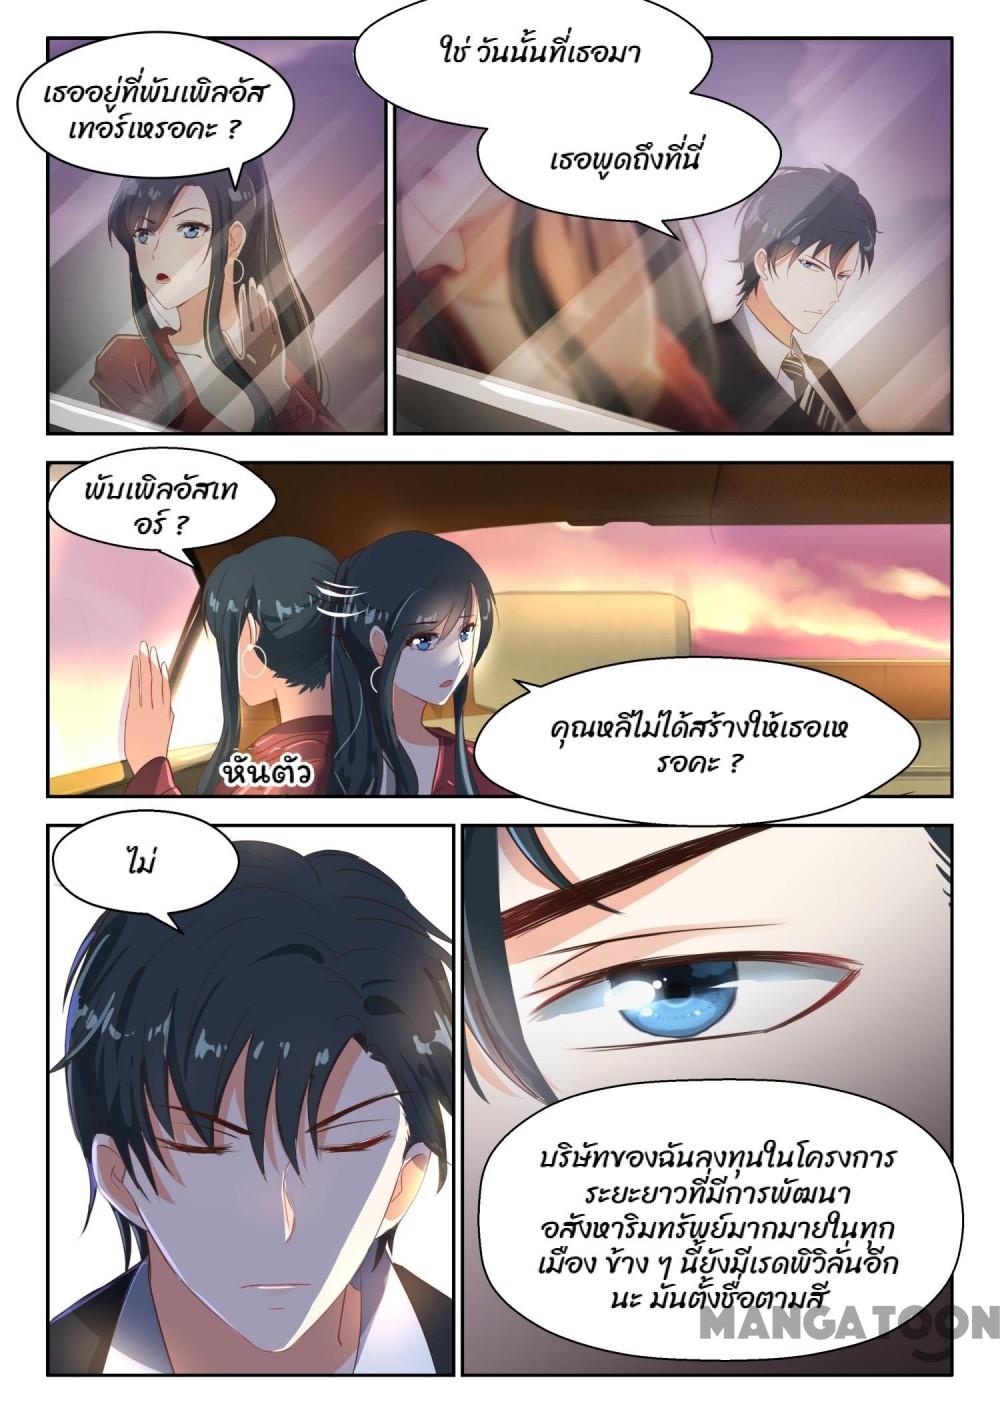 เธออยู่ที่พับเพิลอัส
เทอร์เหรอคะ ?
ใช่ วันนั้นที่เธอมา
เธอพูดถึงที่นี่
พับเพิลอัสเท
อร์ ?
หันตัว
คุณหลีไม่ได้สร้างให้เธอเห
รอคะ ?
ไม่
บริษัทของฉันลงทุนในโครงการ
ระยะยาวที่มีการพัฒนา
อสังหาริมทรัพย์มากมายในทุก
เมือง ข้าง ๆ นี้ยังมีเรดพิวิลั่นอีก
นะ มันตั้งชื่อตามสี
MANGATOON